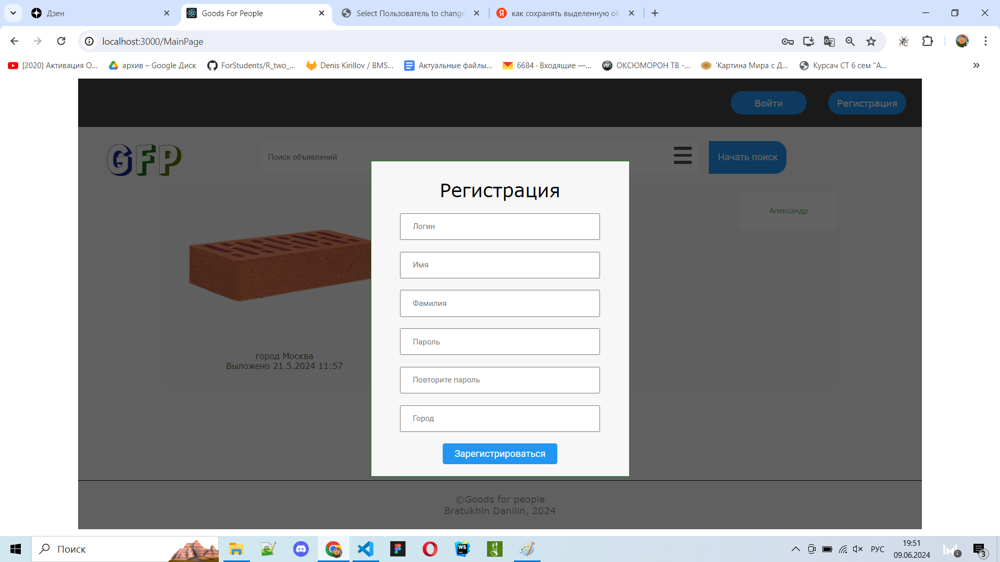 Дзен
Goods For People
Select Пользователь to change
как сохранять выделенную об
localhost:3000/MainPage
[2020] Активация О...
архив – Google Диск
ForStudents/R_two_...
Denis Kirillov / BMS...
Актуальные файлы...
6684 · Входящие —...
ОКСЮМОРОН ТВ -...
'Картина Мира с Д...
Курсач СТ 6 сем "А...
Войти
Регистрация
GFP
Поиск объявлений
Начать поиск
Регистрация
Александр
Логин
Имя
Фамилия
Пароль
Повторите пароль
Город
Зарегистрироваться
город Москва
Выложено 21.5.2024 11:57
©Goods for people
Bratukhin Danilin, 2024
Поиск
РУС
19:51
09.06.2024
3
3